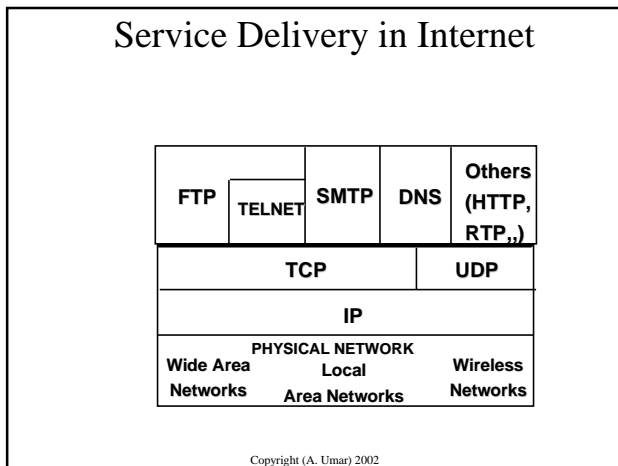 Service Delivery in Internet
FTP
TELNET
SMTP
DNS
Others
(HTTP,
RTP,,)
TCP
UDP
IP
PHYSICAL NETWORK
Wide Area
Networks
Local
Area Networks
Wireless
Networks
Copyright (A. Umar) 2002